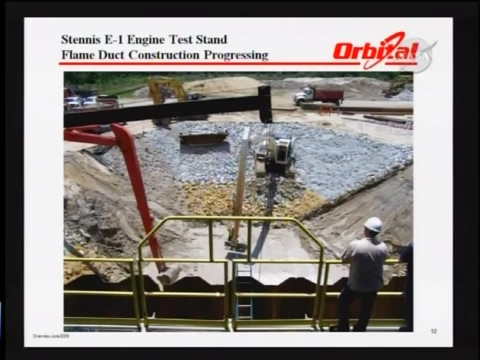 Stennis E-1 Engine Test Stand
Flame Duct Construction Progressing
Orbital
12